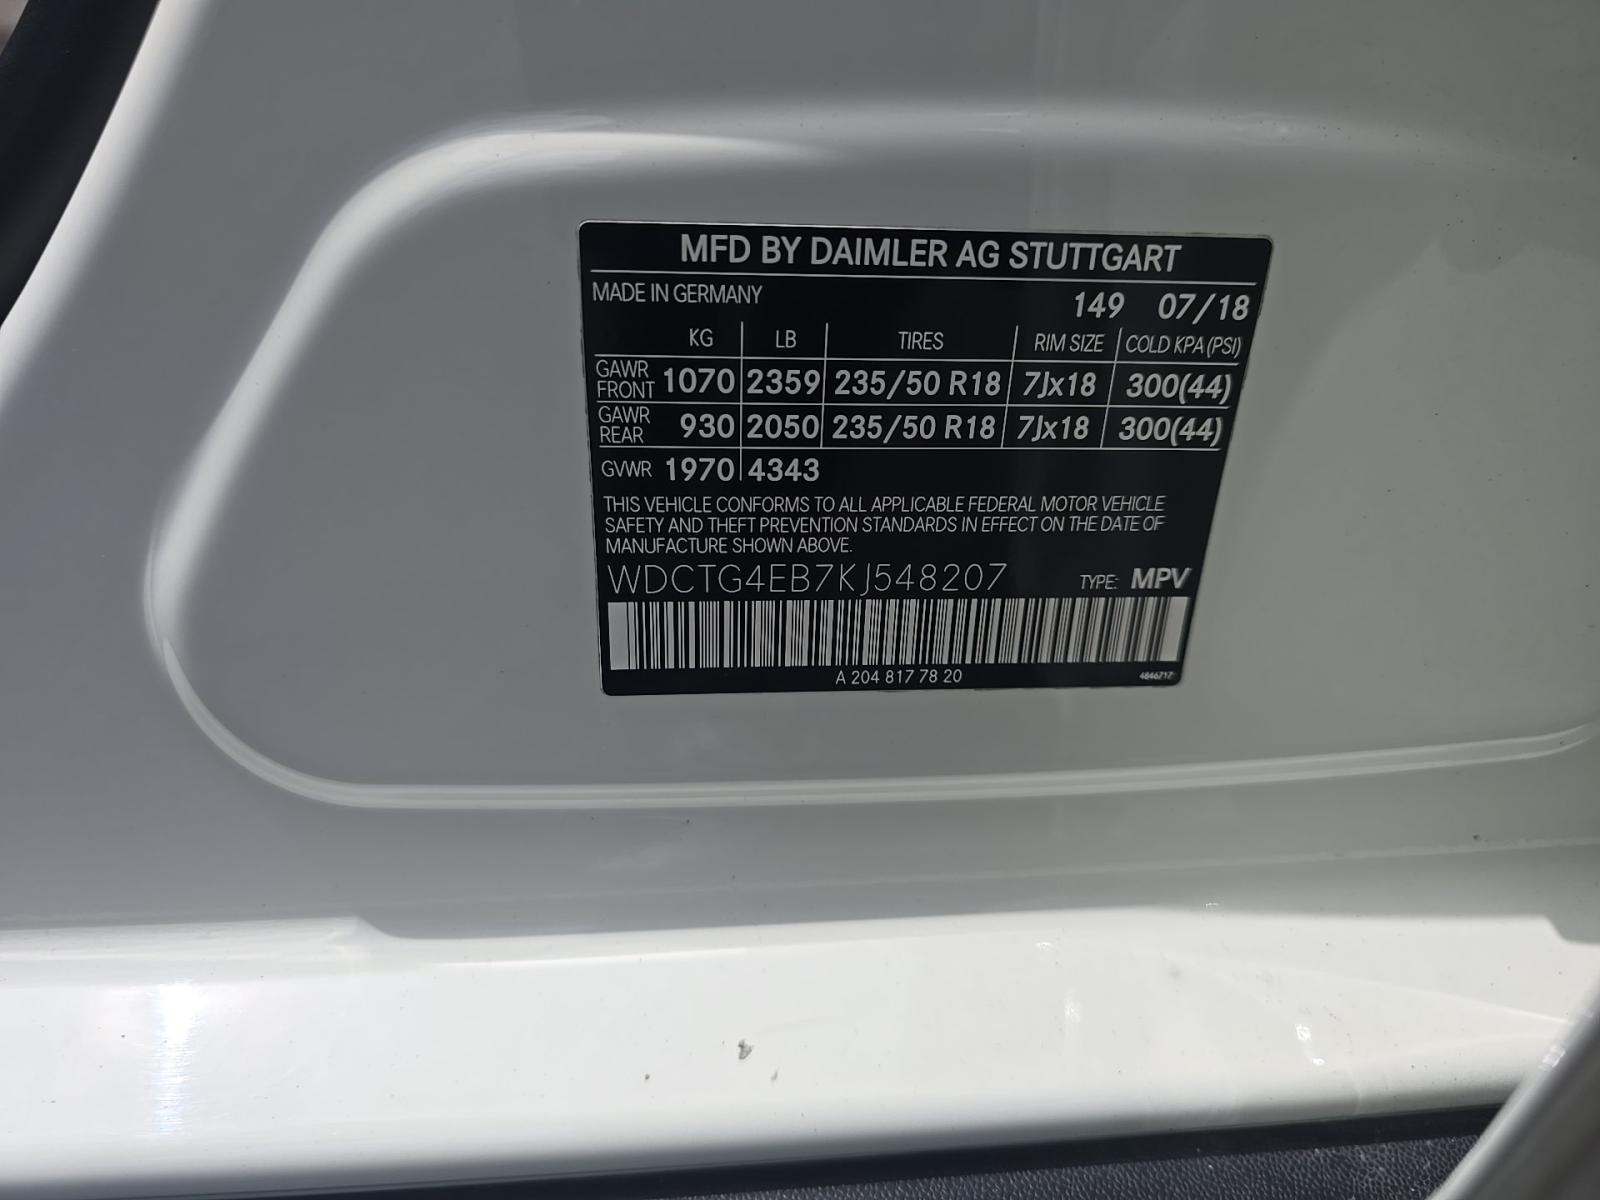 MFD BY DAIMLER AG STUTTGART
MADE IN GERMANY 149 07/18
KG LB TIRES RIM SIZE COLD KPA (PSI)
GAWR FRONT 1070 2359 235/50 R18 7Jx18 300(44)
GAWR REAR 930 2050 235/50 R18 7Jx18 300(44)
GVWR 1970 4343
THIS VEHICLE CONFORMS TO ALL APPLICABLE FEDERAL MOTOR VEHICLE
SAFETY AND THEFT PREVENTION STANDARDS IN EFFECT ON THE DATE OF
MANUFACTURE SHOWN ABOVE.
WDCTG4EB7KJ548207 TYPE: MPV
A 204 817 78 20